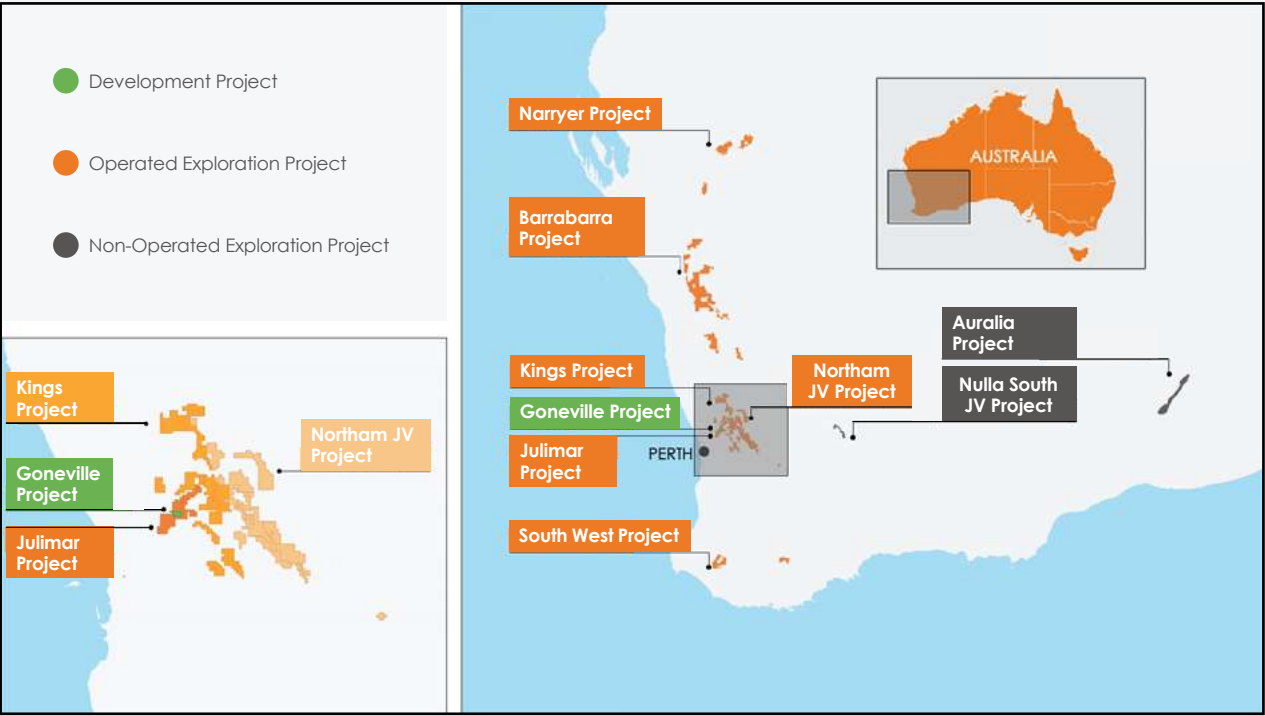 Development Project
Operated Exploration Project
Non-Operated Exploration Project
Kings
Project
Northam JV
Project
Goneville
Project
Julimar
Project
Narryer Project
Barrabarra
Project
AUSTRALIA
Auralia
Project
Kings Project
Northam
JV Project
Nulla South
JV Project
Goneville Project
Julimar
Project
PERTH
South West Project